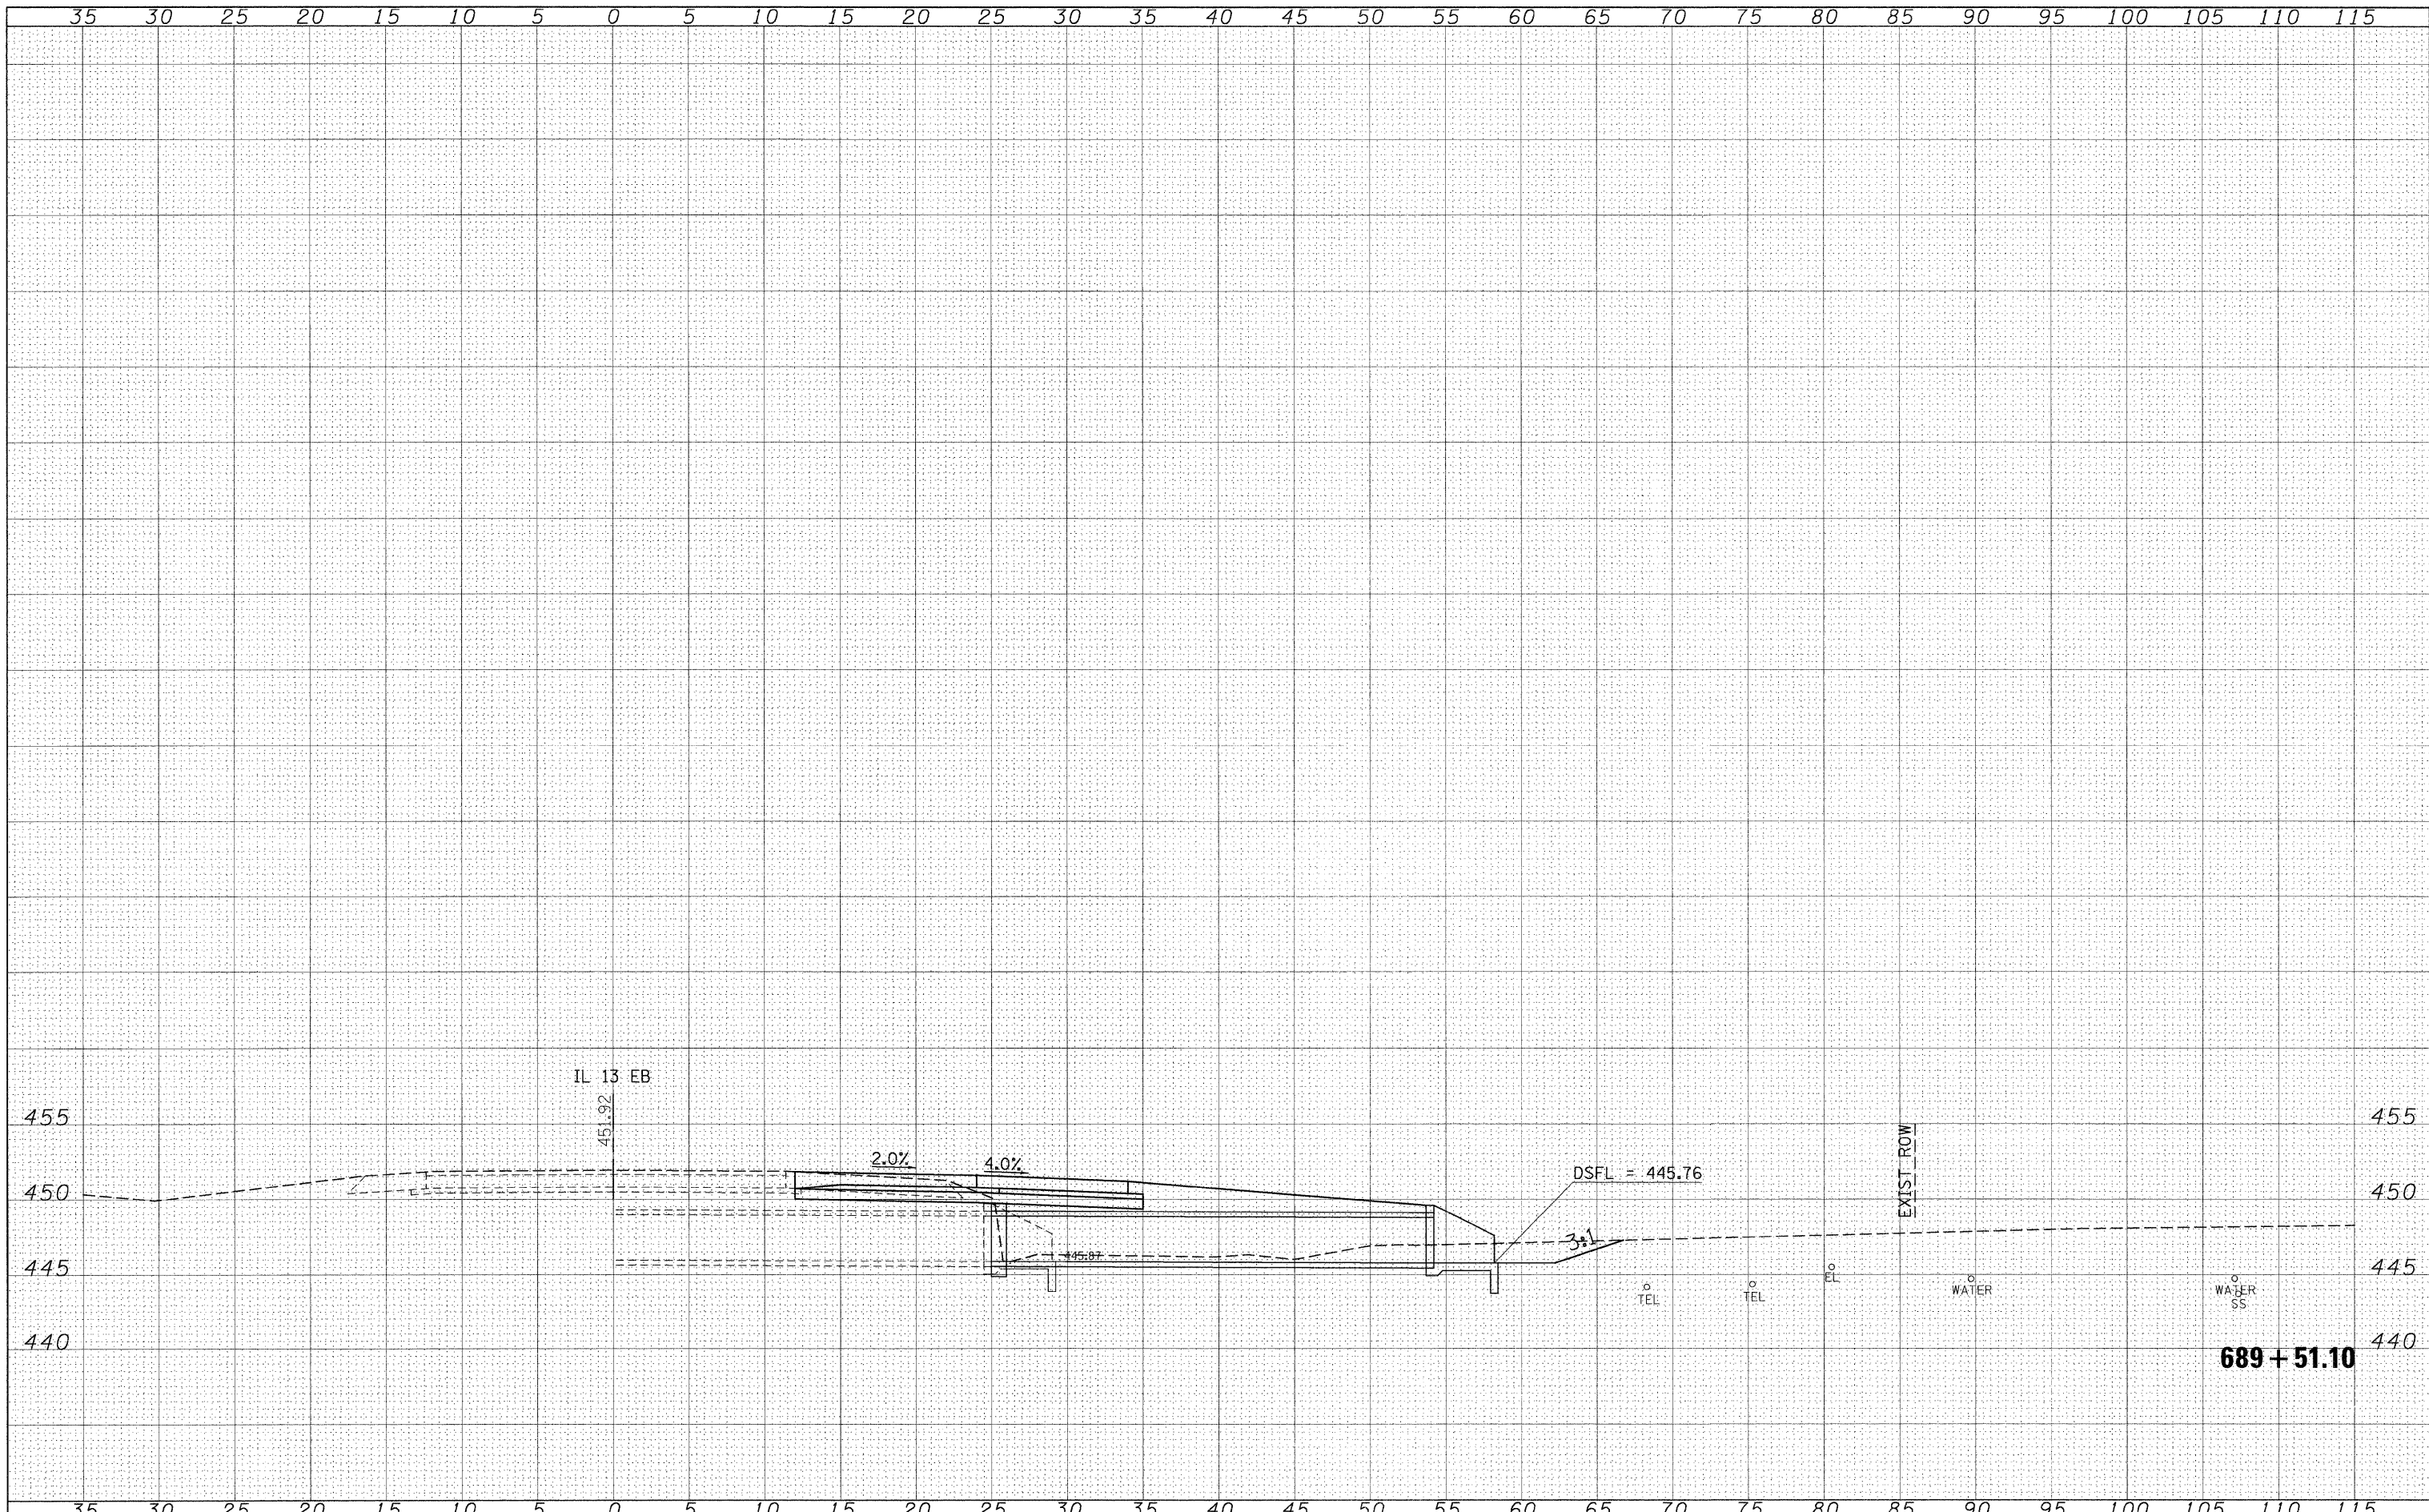 35 30 25 20 15 10 5 0 5 10 15 20 25 30 35 40 45 50 55 60 65 70 75 80 85 90 95 100 105 110 115
IL 13 EB
451.92
455 455
EXIST ROW
2.0% 4.0%
DSFL = 445.76
450 450
3:1
445.87
445 445
EL
TEL TEL WATER WATER
SS
440 440
689 + 51.10
35 30 25 20 15 10 5 0 5 10 15 20 25 30 35 40 45 50 55 60 65 70 75 80 85 90 95 100 105 110 115